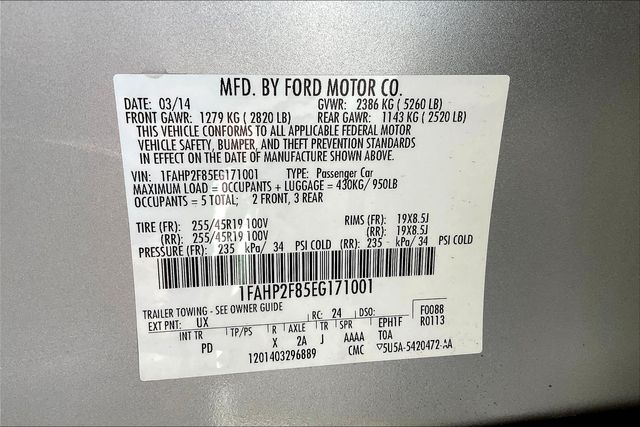 MFD. BY FORD MOTOR CO.
DATE: 03/14 GVWR: 2386 KG ( 5260 LB)
FRONT GAWR: 1279 KG ( 2820 LB) REAR GAWR: 1143 KG ( 2520 LB)
THIS VEHICLE CONFORMS TO ALL APPLICABLE FEDERAL MOTOR
VEHICLE SAFETY, BUMPER, AND THEFT PREVENTION STANDARDS
IN EFFECT ON THE DATE OF MANUFACTURE SHOWN ABOVE.
VIN: 1FAHP2F85EG171001 TYPE: Passenger Car
MAXIMUM LOAD = OCCUPANTS + LUGGAGE = 430KG/ 950LB
OCCUPANTS = 5 TOTAL; 2 FRONT, 3 REAR
TIRE (FR): 255/45R19 100V RIMS (FR): 19X8.5J
(RR): 255/45R19 100V (RR): 19X8.5J
PRESSURE (FR): 235 kPa/ 34 PSI COLD (RR): 235 kPa/ 34 PSI COLD
1FAHP2F85EG171001
TRAILER TOWING - SEE OWNER GUIDE
EXT PNT: UX RC: 24 DSO: F0088
INT TR TP/PS R AXLE TR SPR EPH1F R0113
PD X 2A J AAAA TOA
1201403296889 CMC ▽5U5A-5420472-AA